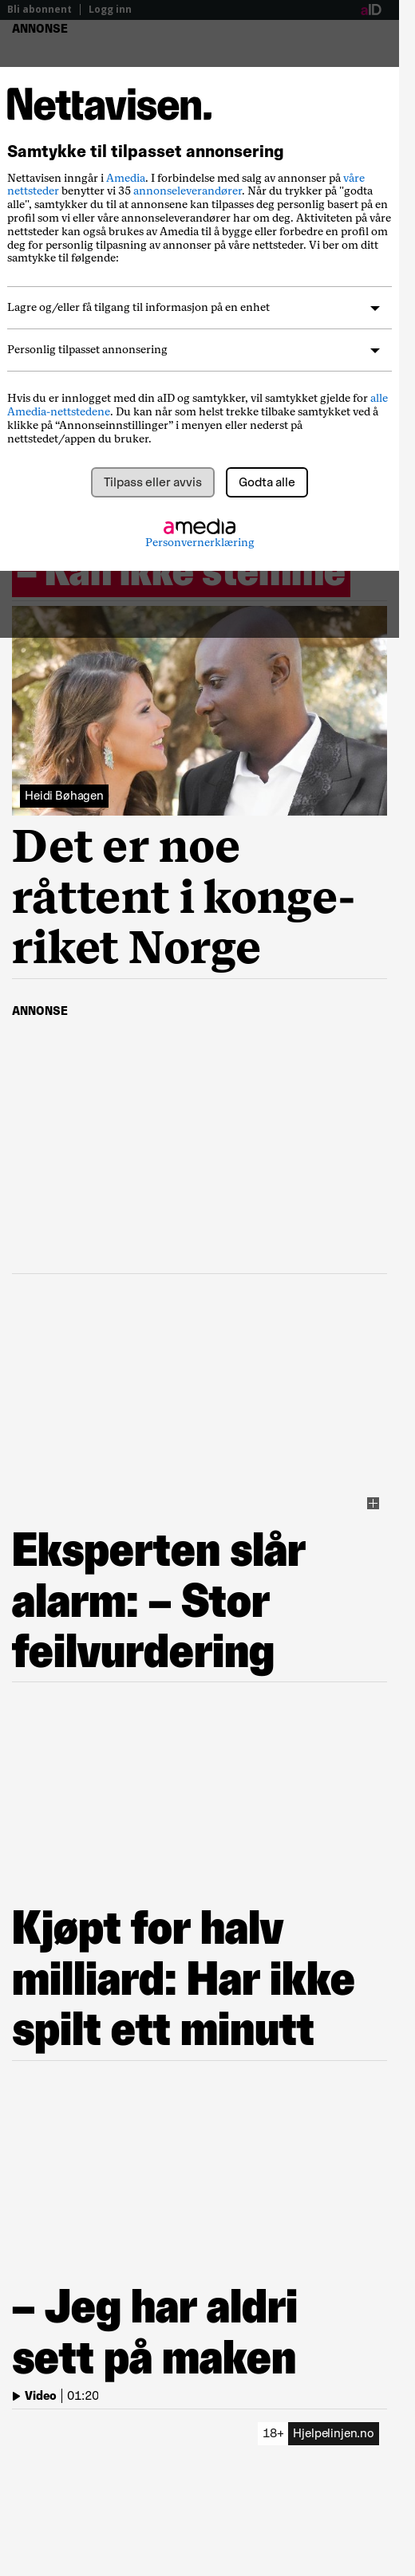 Bli abonnent | Logg inn
aID
ANNONSE
Nettavisen.
Samtykke til tilpasset annonsering
Nettavisen inngår i Amedia. I forbindelse med salg av annonser på våre
nettsteder benytter vi 35 annonseleverandører. Når du trykker på "godta
alle", samtykker du til at annonsene kan tilpasses deg personlig basert på en
profil som vi eller våre annonseleverandører har om deg. Aktiviteten på våre
nettsteder kan også brukes av Amedia til å bygge eller forbedre en profil om
deg for personlig tilpasning av annonser på våre nettsteder. Vi ber om ditt
samtykke til følgende:
Lagre og/eller få tilgang til informasjon på en enhet
Personlig tilpasset annonsering
Hvis du er innlogget med din aID og samtykker, vil samtykket gjelde for alle
Amedia-nettstedene. Du kan når som helst trekke tilbake samtykket ved å
klikke på “Annonseinnstillinger” i menyen eller nederst på
nettstedet/appen du bruker.
Tilpass eller avvis
Godta alle
amedia
Personvernerklæring
– Kan ikke stemme
Heidi Bøhagen
Det er noe
råttent i konge-
riket Norge
ANNONSE
Eksperten slår
alarm: – Stor
feilvurdering
Kjøpt for halv
milliard: Har ikke
spilt ett minutt
– Jeg har aldri
sett på maken
Video | 01:20
18+ Hjelpelinjen.no